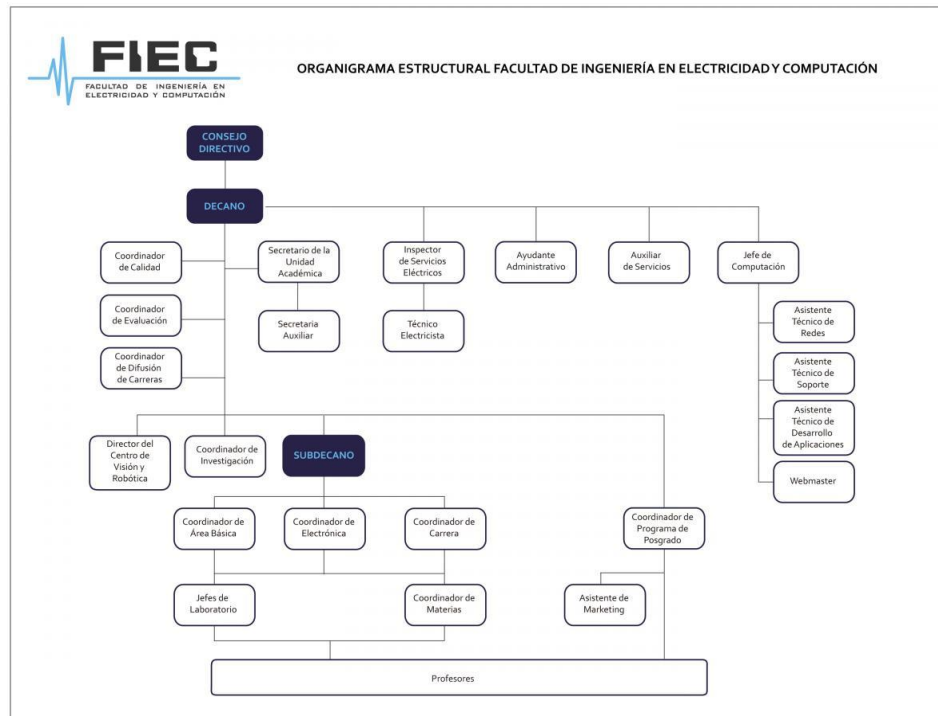 FIEC
FACULTAD DE INGENIERÍA EN
ELECTRICIDAD Y COMPUTACIÓN
ORGANIGRAMA ESTRUCTURAL FACULTAD DE INGENIERÍA EN ELECTRICIDAD Y COMPUTACIÓN
CONSEJO
DIRECTIVO
DECANO
Coordinador
de Calidad
Secretario de la
Unidad
Académica
Inspector
de Servicios
Eléctricos
Ayudante
Administrativo
Auxiliar
de Servicios
Jefe de
Computación
Coordinador
de Evaluación
Secretaria
Auxiliar
Técnico
Electricista
Asistente
Técnico de
Redes
Coordinador
de Difusión
de Carreras
Asistente
Técnico de
Soporte
Asistente
Técnico de
Desarrollo
de Aplicaciones
Webmaster
Director del
Centro de
Visión y
Robótica
Coordinador de
Investigación
SUBDECANO
Coordinador de
Área Básica
Coordinador de
Electrónica
Coordinador de
Carrera
Coordinador de
Programa de
Posgrado
Jefes de
Laboratorio
Coordinador de
Materias
Asistente de
Marketing
Profesores